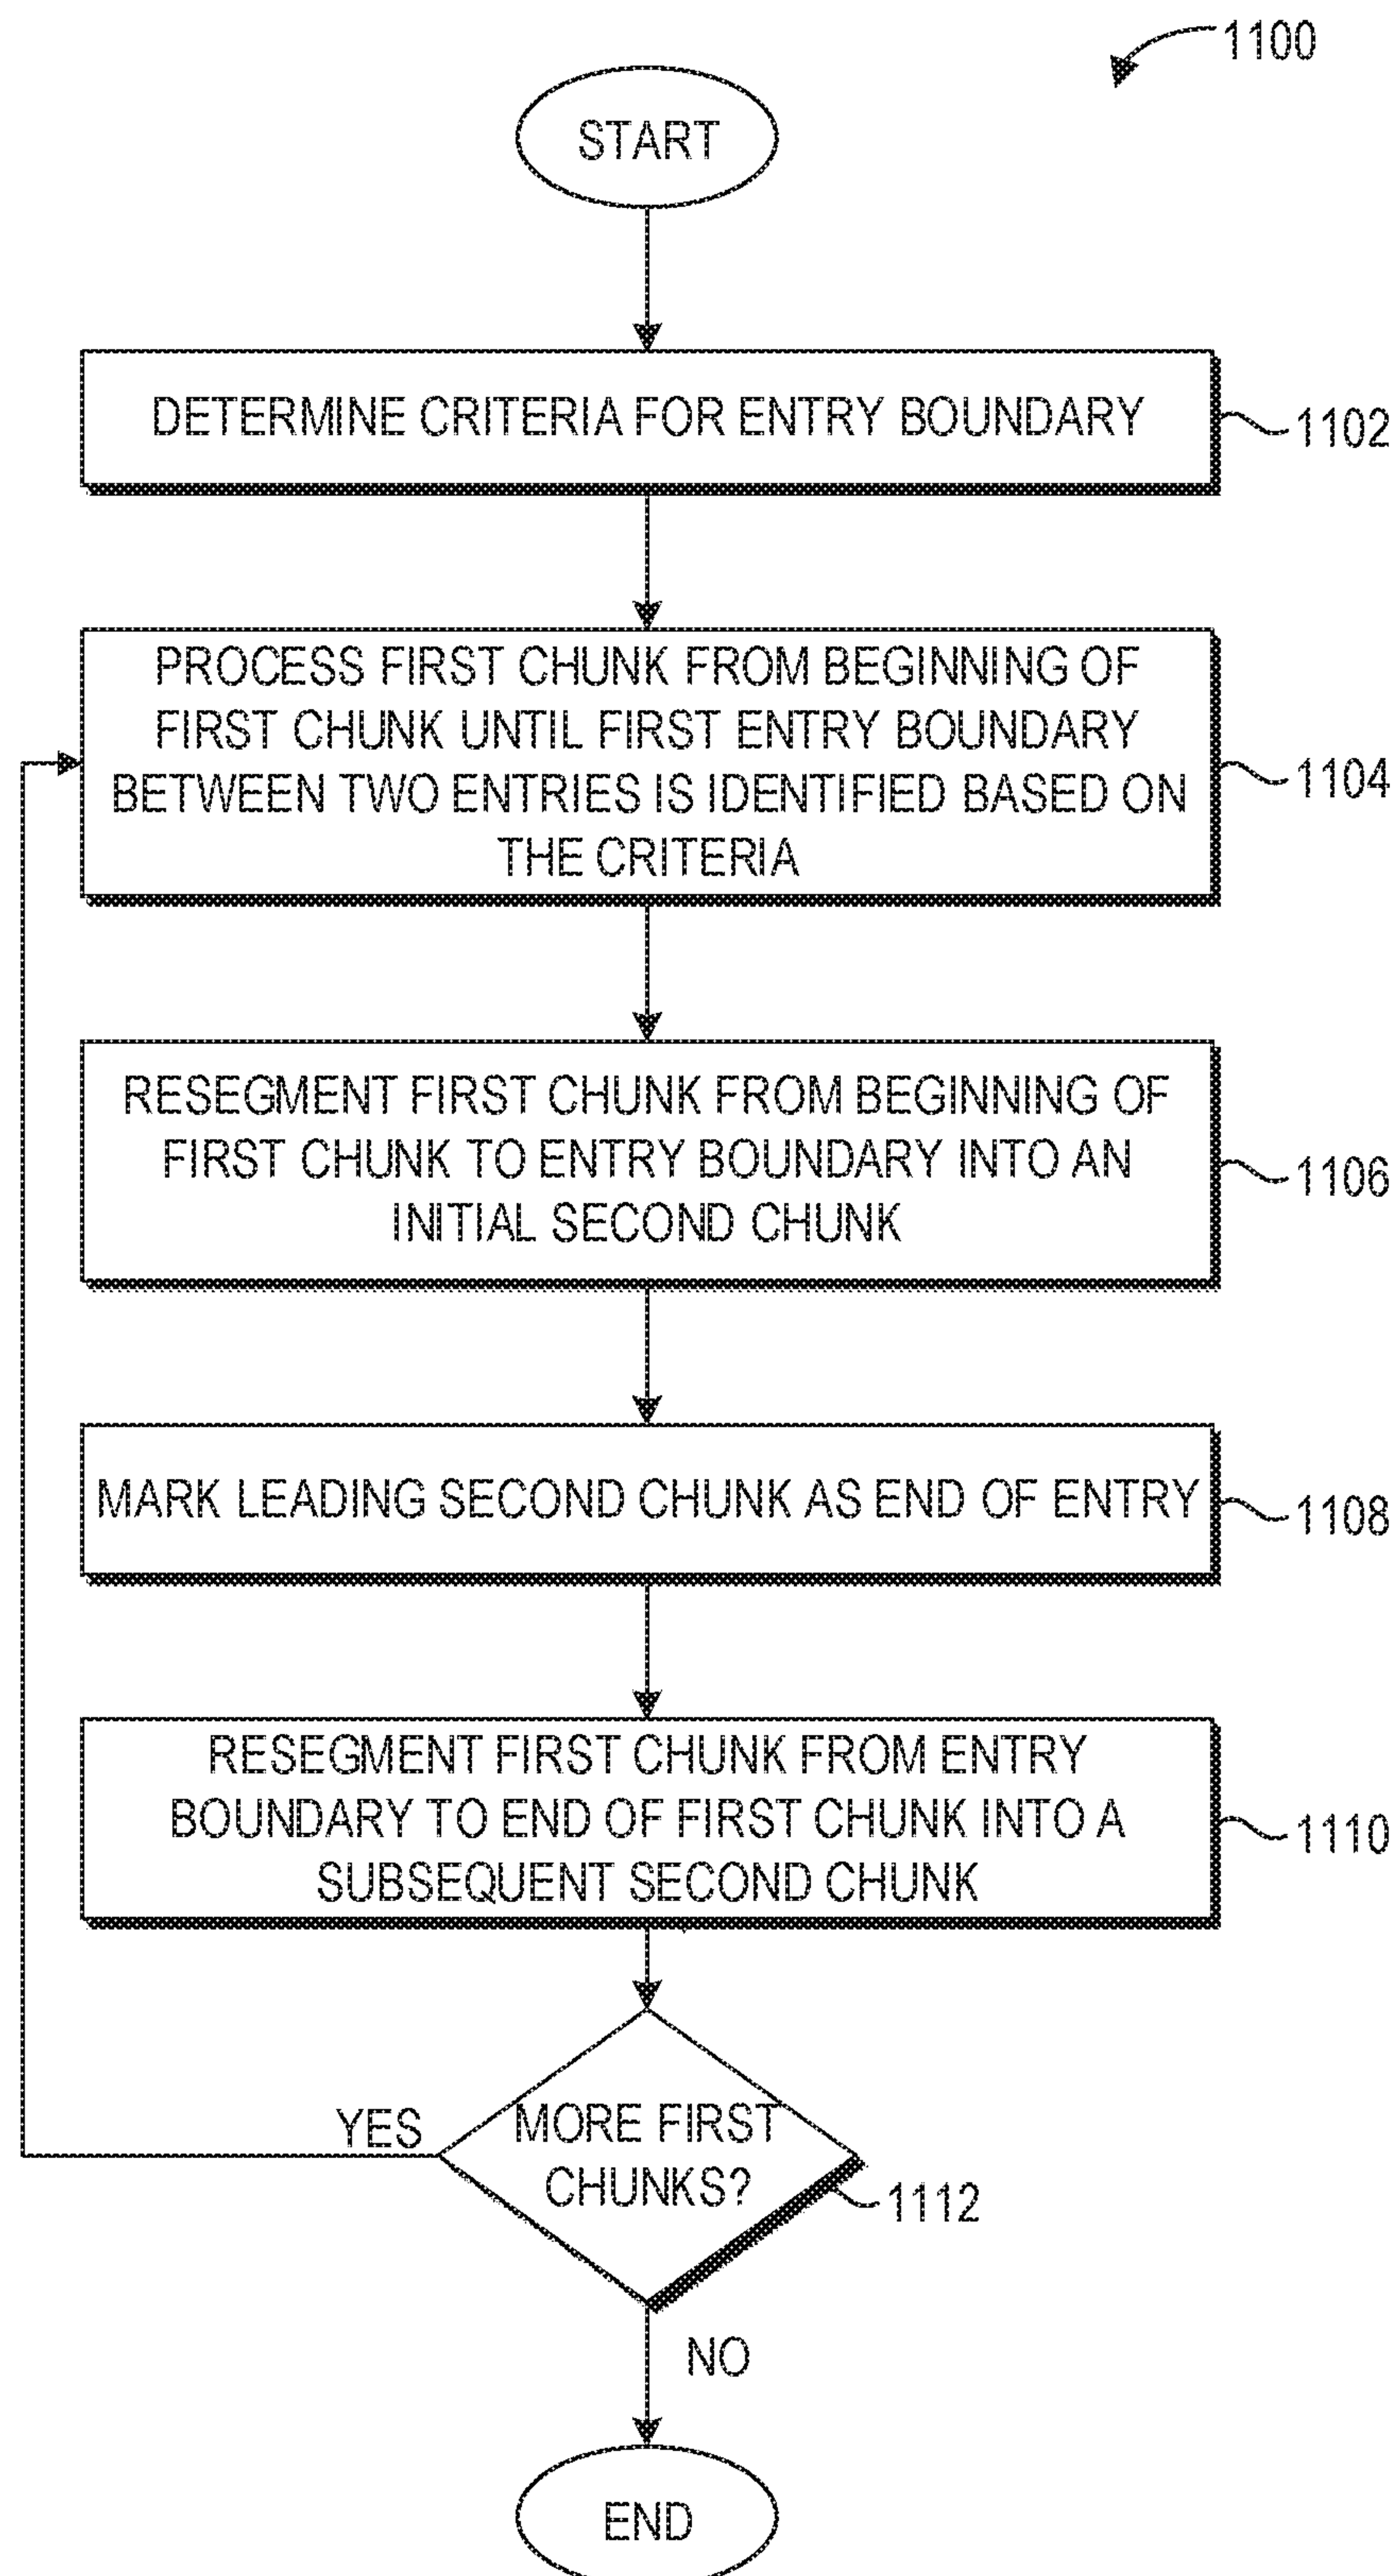 1100
START
DETERMINE CRITERIA FOR ENTRY BOUNDARY
1102
PROCESS FIRST CHUNK FROM BEGINNING OF
FIRST CHUNK UNTIL FIRST ENTRY BOUNDARY
BETWEEN TWO ENTRIES IS IDENTIFIED BASED ON
THE CRITERIA
1104
RESEGMENT FIRST CHUNK FROM BEGINNING OF
FIRST CHUNK TO ENTRY BOUNDARY INTO AN
INITIAL SECOND CHUNK
1106
MARK LEADING SECOND CHUNK AS END OF ENTRY
1108
RESEGMENT FIRST CHUNK FROM ENTRY
BOUNDARY TO END OF FIRST CHUNK INTO A
SUBSEQUENT SECOND CHUNK
1110
YES
MORE FIRST
CHUNKS?
1112
NO
END